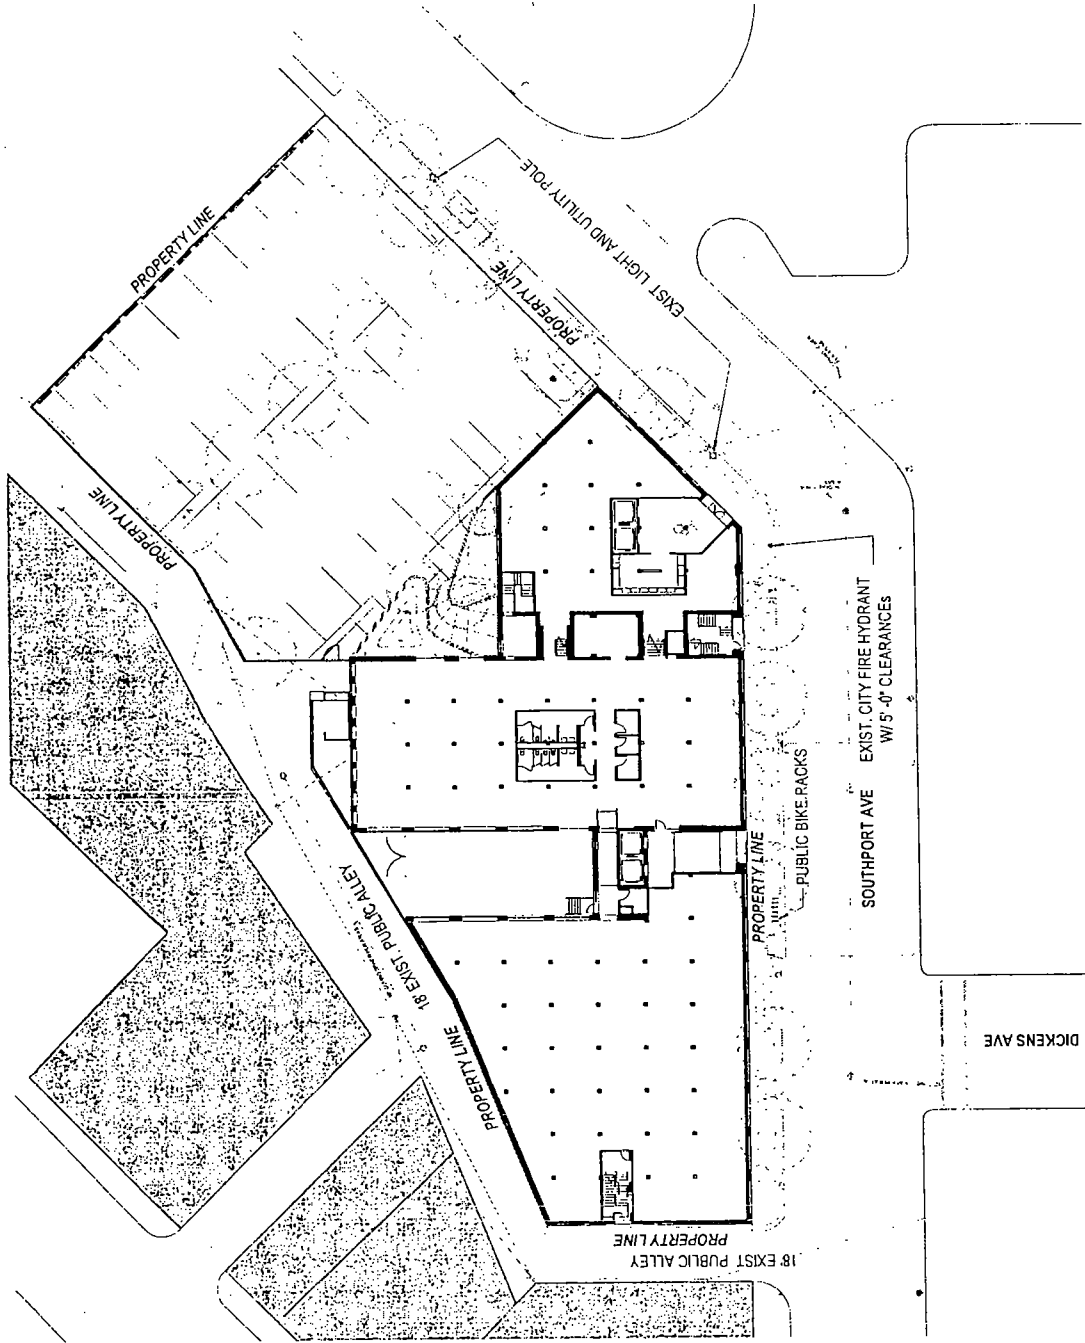 PROPERTY LINE
EXIST LIGHT AND UTILITY POLE
PROPERTY LINE
PROPERTY LINE
EXIST. CITY FIRE HYDRANT
W/ 5'-0" CLEARANCES
SOUTHPORT AVE
PUBLIC BIKE RACKS
PROPERTY LINE
18' EXIST. PUBLIC ALLEY
PROPERTY LINE
DICKENS AVE
PROPERTY LINE
18' EXIST PUBLIC ALLEY